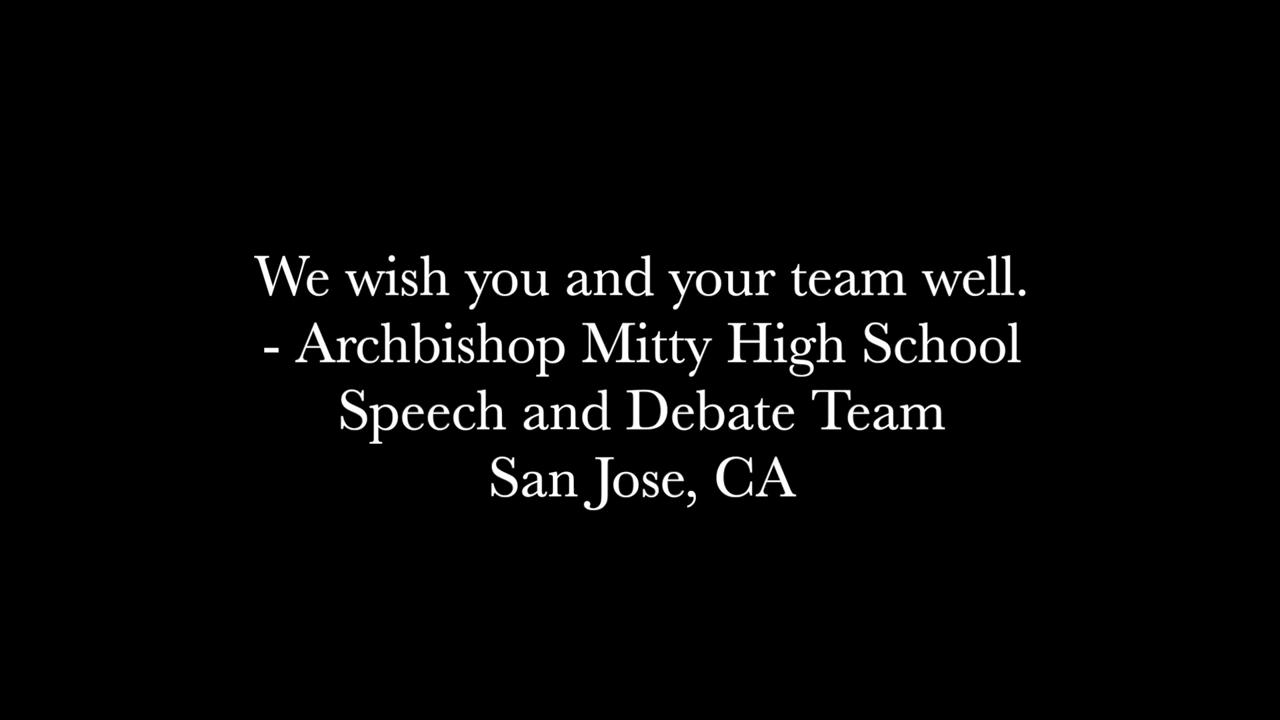 We wish you and your team well.
- Archbishop Mitty High School
Speech and Debate Team
San Jose, CA